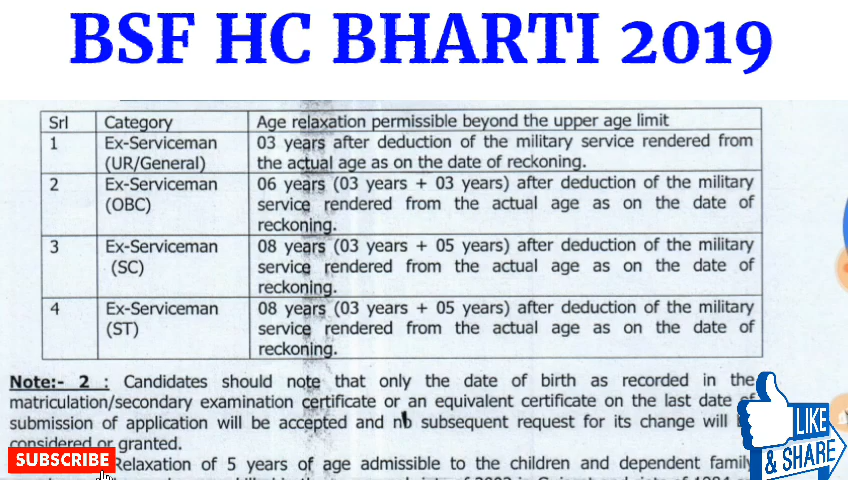 BSF HC BHARTI 2019
Srl Category Age relaxation permissible beyond the upper age limit
1 Ex-Serviceman 03 years after deduction of the military service rendered from
(UR/General) the actual age as on the date of reckoning.
2 Ex-Serviceman 06 years (03 years + 03 years) after deduction of the military
(OBC) service rendered from the actual age as on the date of
reckoning.
3 Ex-Serviceman 08 years (03 years + 05 years) after deduction of the military
(SC) service rendered from the actual age as on the date of
reckoning.
4 Ex-Serviceman 08 years (03 years + 05 years) after deduction of the military
(ST) service rendered from the actual age as on the date of
reckoning.
Note:- 2 : Candidates should note that only the date of birth as recorded in the
matriculation/secondary examination certificate or an equivalent certificate on the last date of
submission of application will be accepted and no subsequent request for its change will
considered or granted.
Relaxation of 5 years of age admissible to the children and dependent family
SUBSCRIBE
LIKE
& SHARE